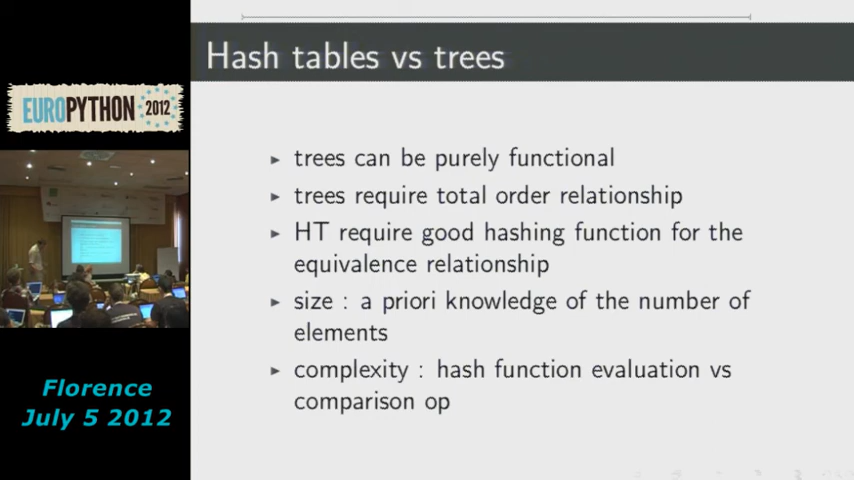 Hash tables vs trees
EUROPYTHON 2012
trees can be purely functional
trees require total order relationship
HT require good hashing function for the
equivalence relationship
size : a priori knowledge of the number of
elements
complexity : hash function evaluation vs
comparison op
Florence
July 5 2012